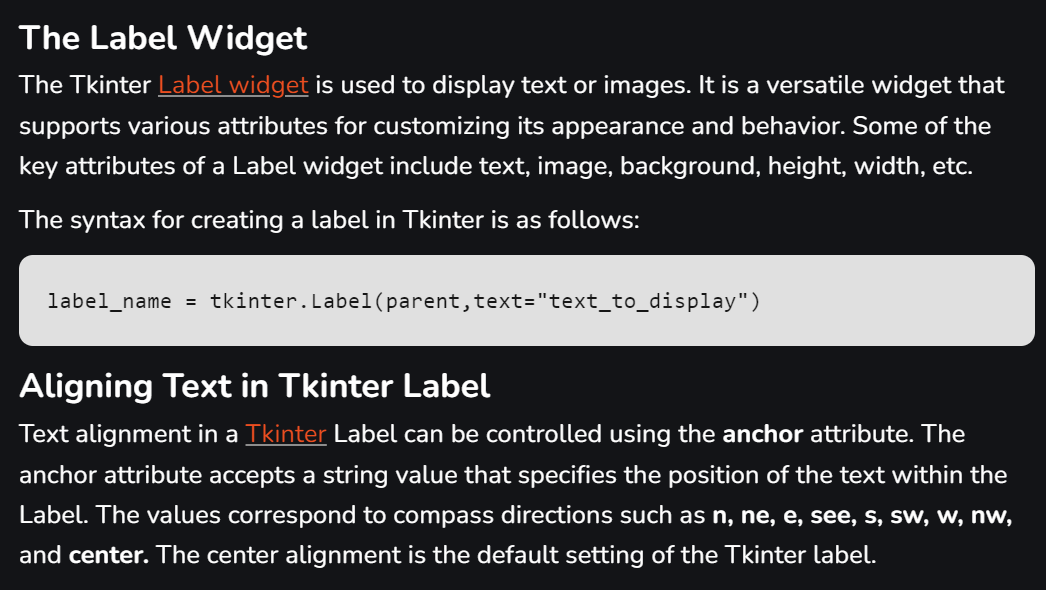 The Label Widget
The Tkinter Label widget is used to display text or images. It is a versatile widget that
supports various attributes for customizing its appearance and behavior. Some of the
key attributes of a Label widget include text, image, background, height, width, etc.
The syntax for creating a label in Tkinter is as follows:
label_name = tkinter.Label(parent,text="text_to_display")
Aligning Text in Tkinter Label
Text alignment in a Tkinter Label can be controlled using the anchor attribute. The
anchor attribute accepts a string value that specifies the position of the text within the
Label. The values correspond to compass directions such as n, ne, e, see, s, sw, w, nw,
and center. The center alignment is the default setting of the Tkinter label.